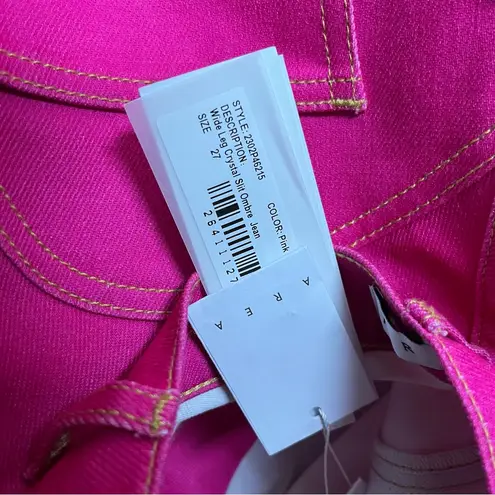 STYLE: 2302P46215
DESCRIPTION:
Wide Leg Crystal Slit Ombre Jean
SIZE 27
COLOR: Pink
26411127
A R E A
R